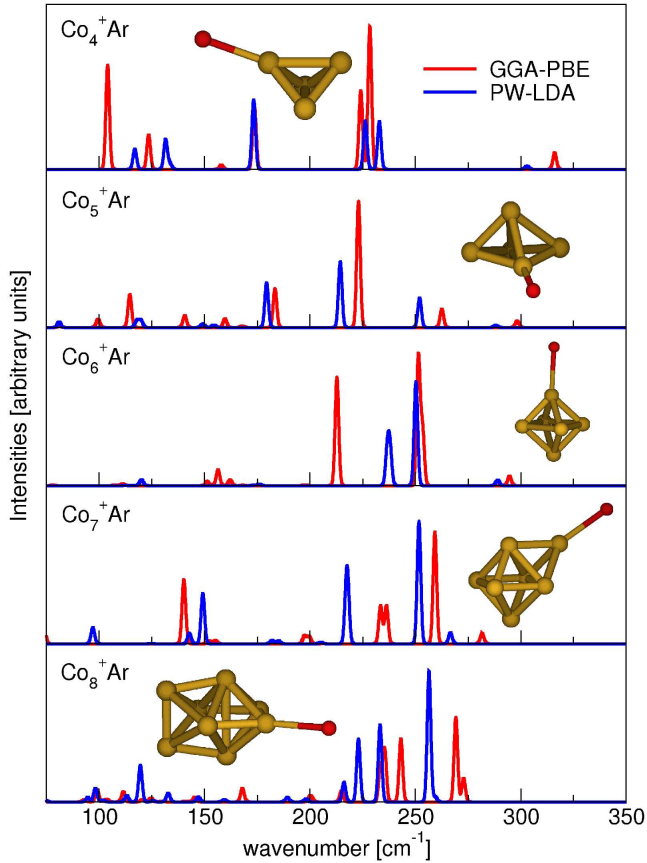 Co₄⁺Ar
GGA-PBE
PW-LDA
Co₅⁺Ar
Co₆⁺Ar
Co₇⁺Ar
Co₈⁺Ar
Intensities [arbitrary units]
100 150 200 250 300 350
wavenumber [cm⁻¹]